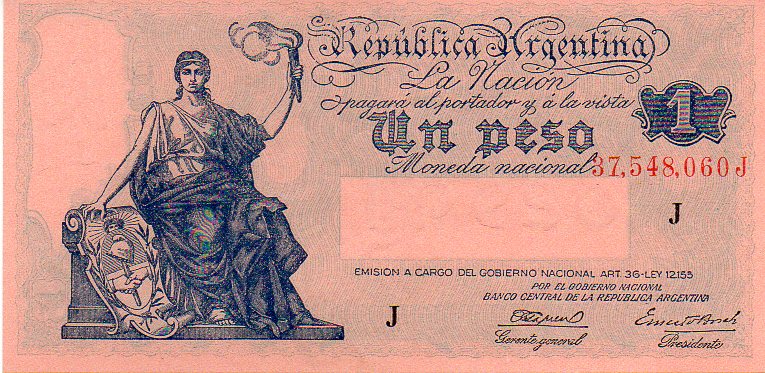 República Argentina
La Nación
pagará al portador y á la vista
1
Un peso
Moneda nacional
37,548,060 J
J
EMISIÓN A CARGO DEL GOBIERNO NACIONAL ART. 36-LEY 12.155
POR EL GOBIERNO NACIONAL
BANCO CENTRAL DE LA REPUBLICA ARGENTINA
J
Gerente general
Presidente